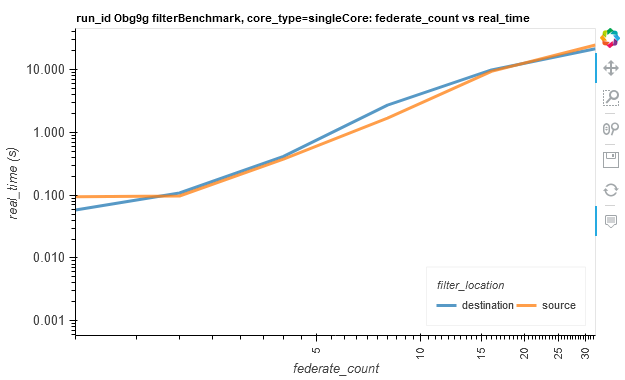 run_id Obg9g filterBenchmark, core_type=singleCore: federate_count vs real_time
10.000
1.000
0.100
0.010
0.001
real_time (s)
filter_location
destination
source
5
10
15
20
25
30
federate_count